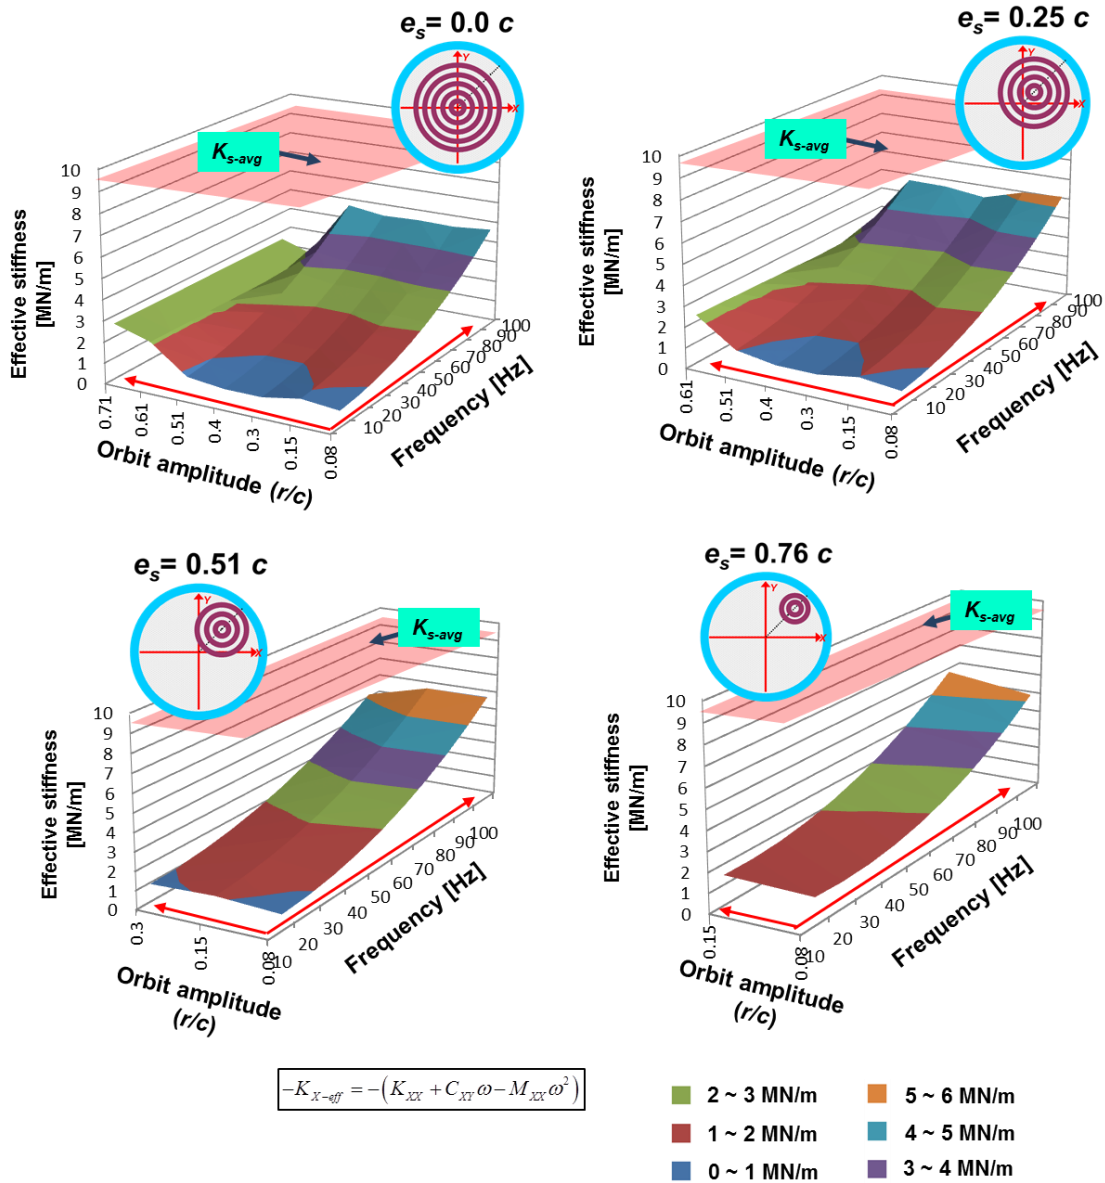 e_s= 0.0 c
Y
X
K_s-avg
10
9
8
7
6
5
4
3
2
1
0
Effective stiffness
[MN/m]
0.71
0.61
0.51
0.4
0.3
0.15
0.08
Orbit amplitude (r/c)
10
20
30
40
50
60
70
80
90
100
Frequency [Hz]
e_s= 0.25 c
Y
X
K_s-avg
10
9
8
7
6
5
4
3
2
1
0
Effective stiffness
[MN/m]
0.61
0.51
0.4
0.3
0.15
0.08
Orbit amplitude (r/c)
10
20
30
40
50
60
70
80
90
100
Frequency [Hz]
e_s= 0.51 c
Y
X
K_s-avg
10
9
8
7
6
5
4
3
2
1
0
Effective stiffness
[MN/m]
0.3
0.15
0.08
Orbit amplitude
(r/c)
10
20
30
40
50
60
70
80
90
100
Frequency [Hz]
e_s= 0.76 c
Y
X
K_s-avg
10
9
8
7
6
5
4
3
2
1
0
Effective stiffness
[MN/m]
0.15
0.08
Orbit amplitude
(r/c)
10
20
30
40
50
60
70
80
90
100
Frequency [Hz]
-K_{X-eff} = -(K_{XX} + C_{XY}ω - M_{XX}ω²)
2 ~ 3 MN/m
5 ~ 6 MN/m
1 ~ 2 MN/m
4 ~ 5 MN/m
0 ~ 1 MN/m
3 ~ 4 MN/m